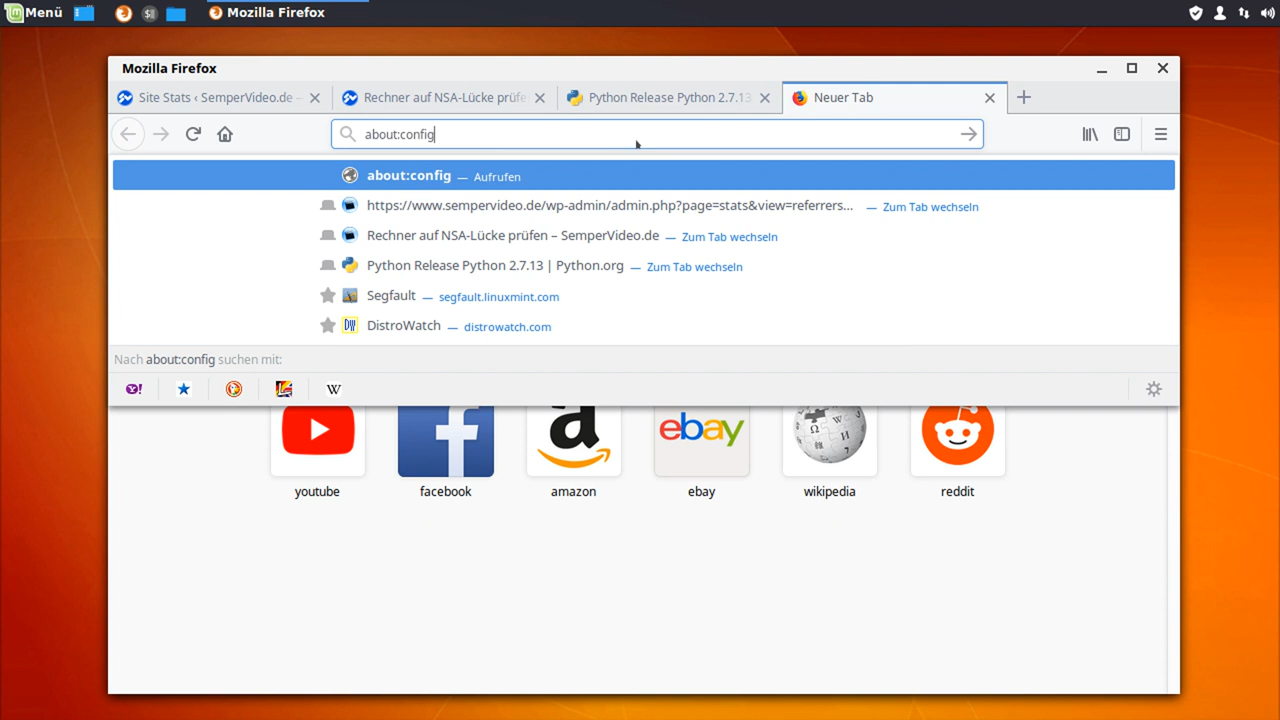 Menü
Mozilla Firefox
Mozilla Firefox
Site Stats ‹ SemperVideo.de —
Rechner auf NSA-Lücke prüfe
Python Release Python 2.7.13
Neuer Tab
about:config
about:config — Aufrufen
https://www.sempervideo.de/wp-admin/admin.php?page=stats&view=referrers... — Zum Tab wechseln
Rechner auf NSA-Lücke prüfen – SemperVideo.de — Zum Tab wechseln
Python Release Python 2.7.13 | Python.org — Zum Tab wechseln
Segfault — segfault.linuxmint.com
DW DistroWatch — distrowatch.com
Nach about:config suchen mit:
Y! W
a ebay
youtube facebook amazon ebay wikipedia reddit